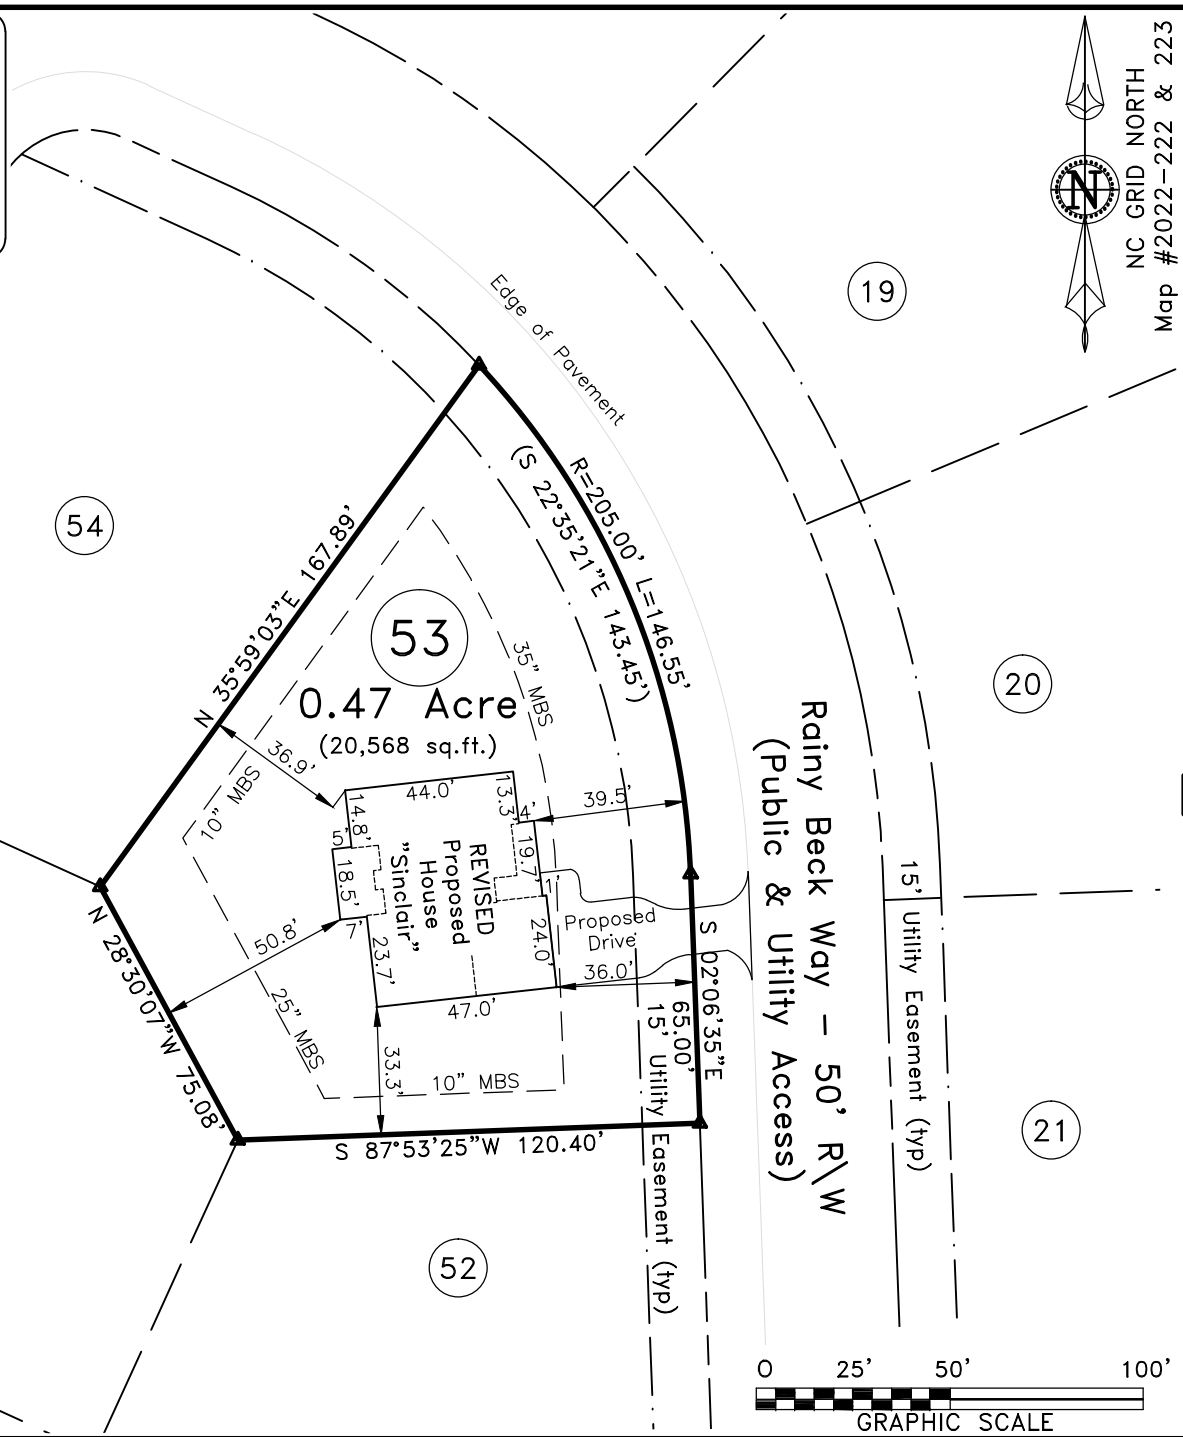 NC GRID NORTH
Map #2022-222 & 223
N
19
Edge of Pavement
54
R=205.00' L=146.55'
(S 22°35'21"E 143.45')
N 35°59'03"E 167.89'
53
0.47 Acre
(20,568 sq.ft.)
35" MBS
20
Rainy Beck Way - 50' R\W
(Public & Utility Access)
36.9'
10" MBS
44.0'
13.3'
4'
39.5'
14.8'
5'
19.7'
1'
18.5'
7'
REVISED
Proposed
House
"Sinclair"
15' Utility Easement (typ)
Proposed
Drive
24.0'
23.7'
50.8'
36.0'
47.0'
S 02°06'35"E
65.00'
N 28°30'07"W 75.08'
25" MBS
33.3'
10" MBS
15' Utility Easement (typ)
S 87°53'25"W 120.40'
21
52
0 25' 50' 100'
GRAPHIC SCALE